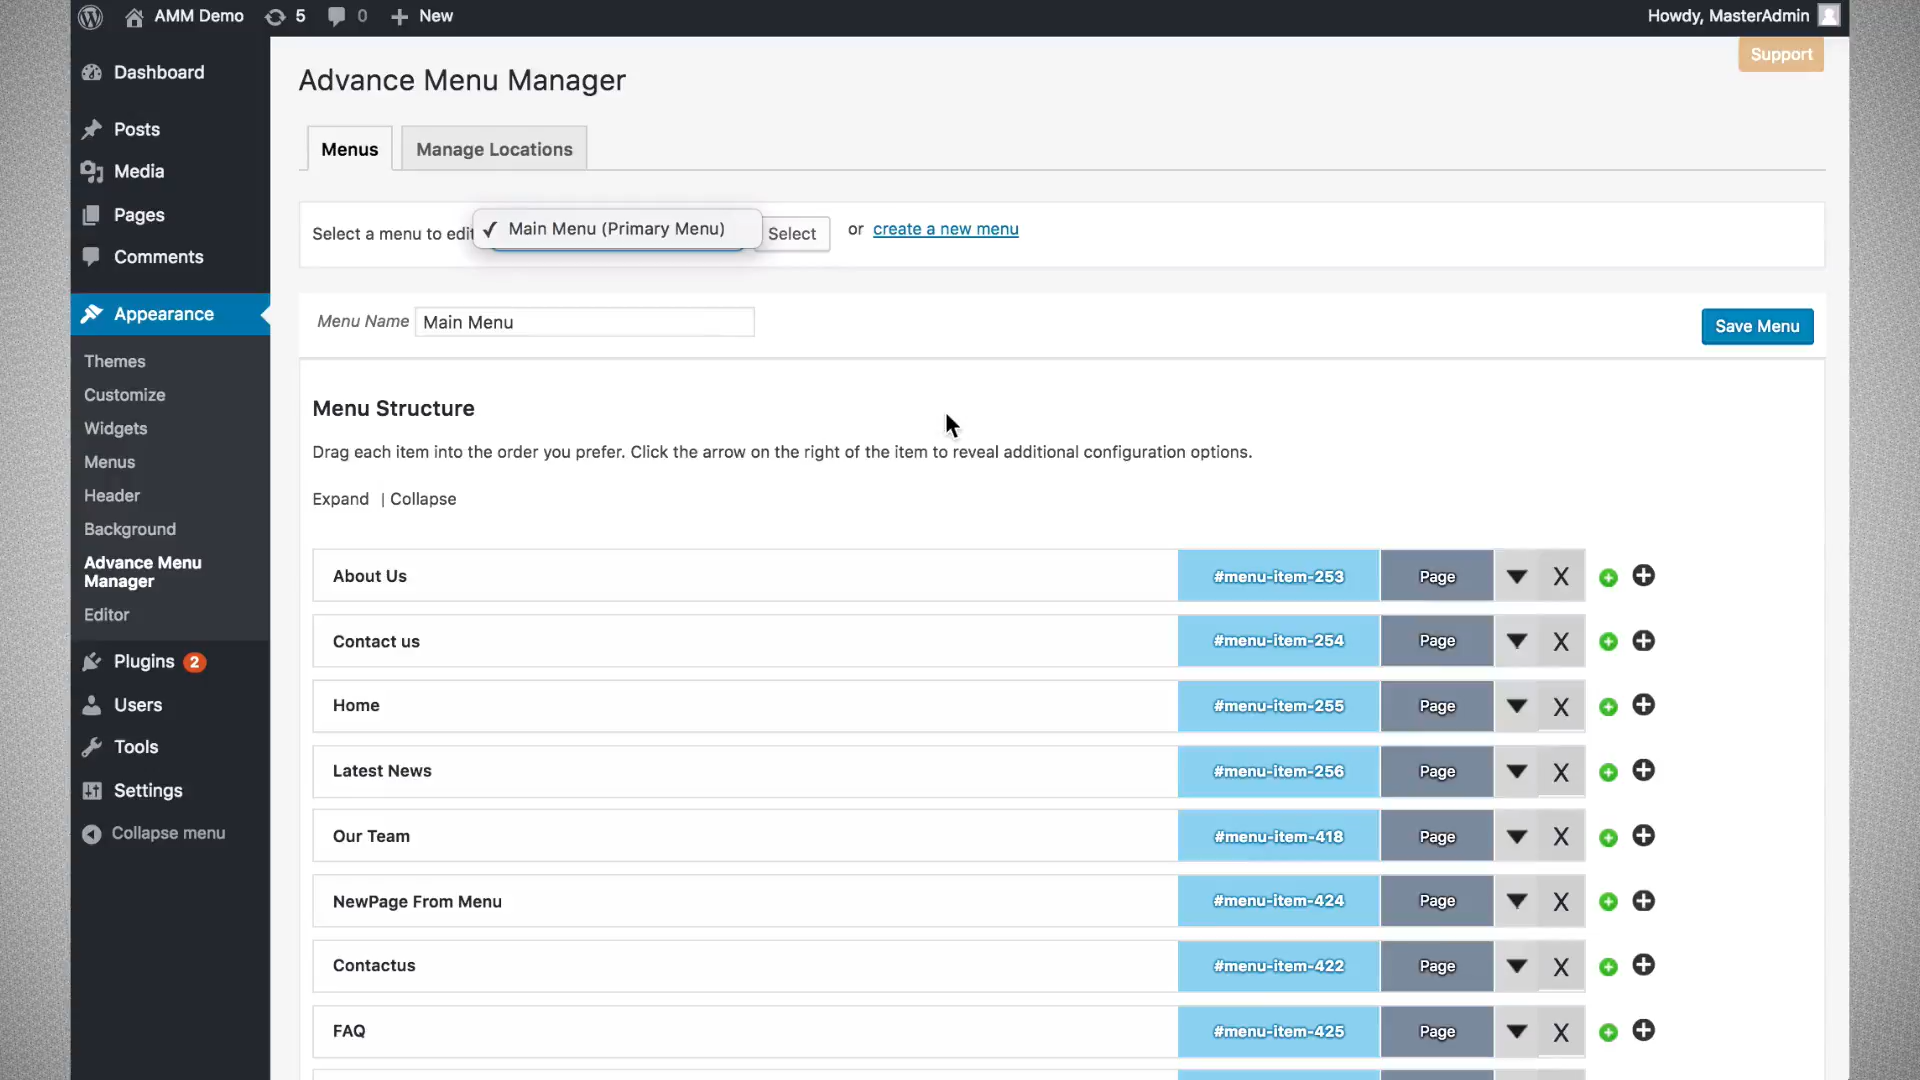 AMM Demo 5 0 New Howdy, MasterAdmin
Support
Dashboard
Posts
Media
Pages
Comments
Appearance
Themes
Customize
Widgets
Menus
Header
Background
Advance Menu
Manager
Editor
Plugins 2
Users
Tools
Settings
Collapse menu
Advance Menu Manager
Menus Manage Locations
Select a menu to edit ✓ Main Menu (Primary Menu) Select or create a new menu
Menu Name Main Menu Save Menu
Menu Structure
Drag each item into the order you prefer. Click the arrow on the right of the item to reveal additional configuration options.
Expand | Collapse
About Us #menu-item-253 Page X
Contact us #menu-item-254 Page X
Home #menu-item-255 Page X
Latest News #menu-item-256 Page X
Our Team #menu-item-418 Page X
NewPage From Menu #menu-item-424 Page X
Contactus #menu-item-422 Page X
FAQ #menu-item-425 Page X